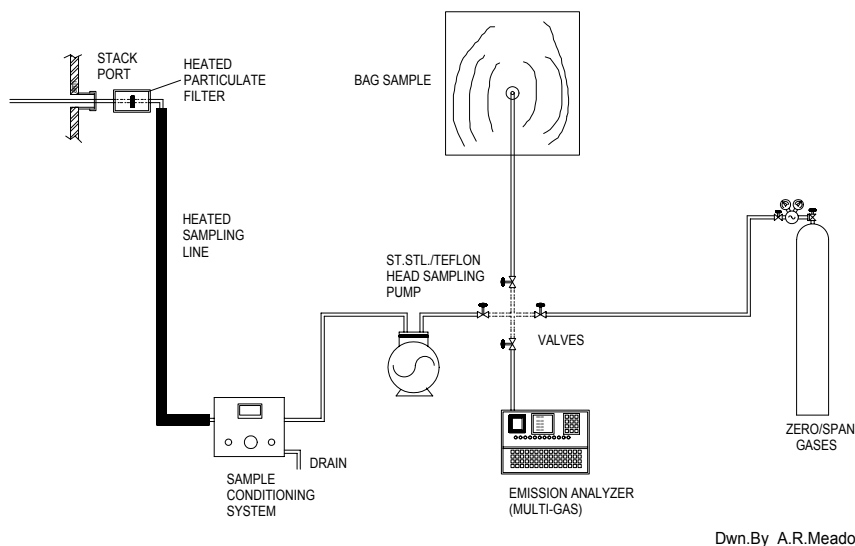 STACK
PORT
HEATED
PARTICULATE
FILTER
BAG SAMPLE
HEATED
SAMPLING
LINE
ST.STL./TEFLON
HEAD SAMPLING
PUMP
VALVES
ZERO/SPAN
GASES
DRAIN
SAMPLE
CONDITIONING
SYSTEM
EMISSION ANALYZER
(MULTI-GAS)
Dwn.By A.R.Meado